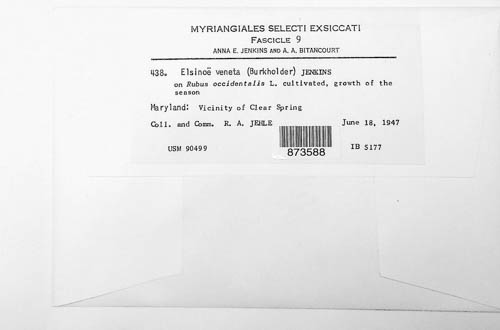 MYRIANGIALES SELECTI EXSICCATI
FASCICLE 9
ANNA E. JENKINS AND A. A. BITANCOURT
438. Elsinoë veneta (Burkholder) JENKINS
on Rubus occidentalis L. cultivated, growth of the
season
Maryland: Vicinity of Clear Spring
Coll. and Comm. R. A. JEHLE June 18, 1947
USM 90499 873588 IB 5177